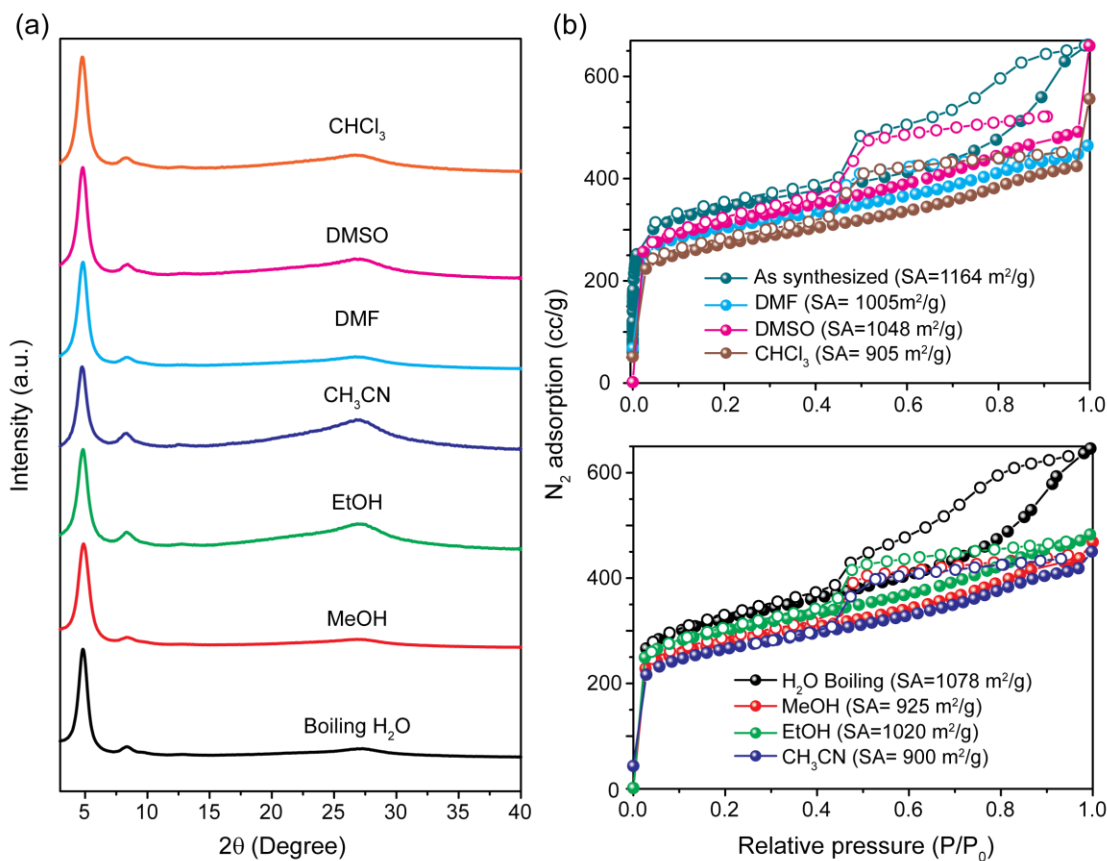 (a)
CHCl₃
DMSO
DMF
CH₃CN
EtOH
MeOH
Boiling H₂O
Intensity (a.u.)
5 10 15 20 25 30 35 40
2θ (Degree)
(b)
600
400
200
0
As synthesized (SA=1164 m²/g)
DMF (SA= 1005m²/g)
DMSO (SA=1048 m²/g)
CHCl₃ (SA= 905 m²/g)
0.0 0.2 0.4 0.6 0.8 1.0
N₂ adsorption (cc/g)
600
400
200
0
H₂O Boiling (SA=1078 m²/g)
MeOH (SA= 925 m²/g)
EtOH (SA=1020 m²/g)
CH₃CN (SA= 900 m²/g)
0.0 0.2 0.4 0.6 0.8 1.0
Relative pressure (P/P₀)